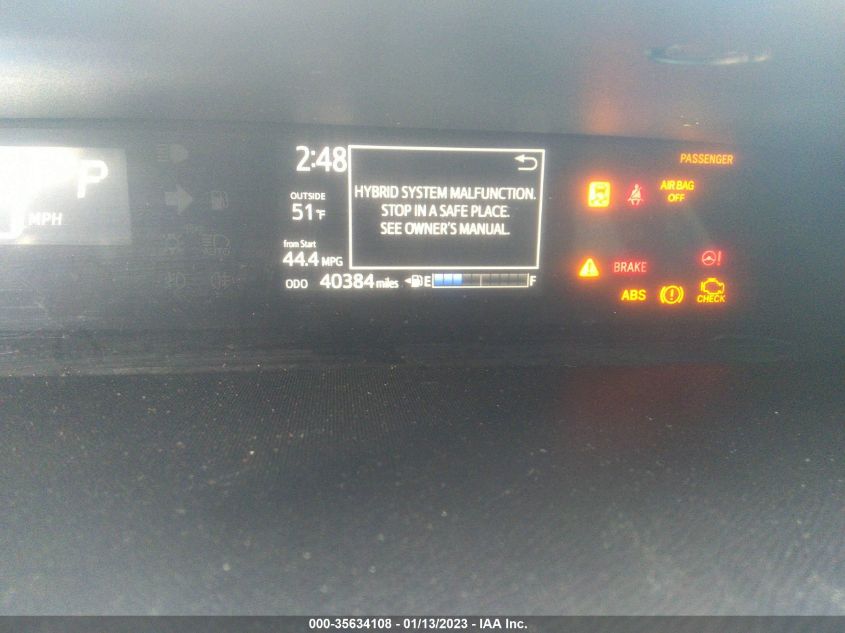 P
MPH
2:48
OUTSIDE
51°F
from Start
44.4 MPG
ODO 40384 miles
E F
HYBRID SYSTEM MALFUNCTION.
STOP IN A SAFE PLACE.
SEE OWNER'S MANUAL.
PASSENGER
AIR BAG
OFF
BRAKE
ABS
CHECK
000-35634108 - 01/13/2023 - IAA Inc.